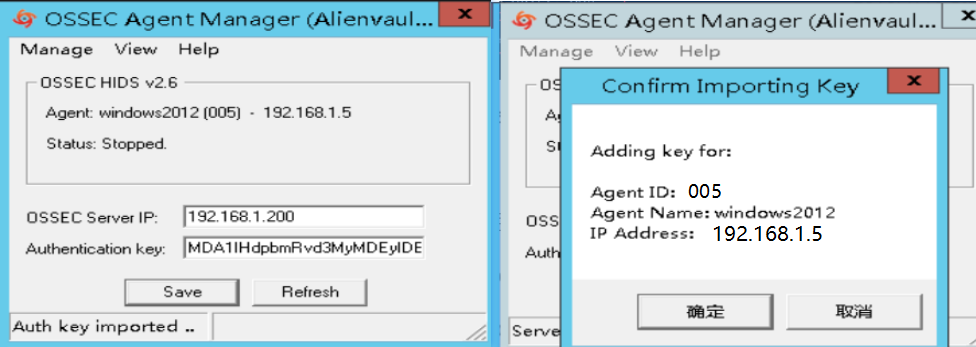 OSSEC Agent Manager (Alienvaul...
Manage View Help
OSSEC HIDS v2.6
Agent: windows2012 (005) - 192.168.1.5
Status: Stopped.
OSSEC Server IP: 192.168.1.200
Authentication key: MDA1IHdpbmRvd3MyMDEyIDE
Save Refresh
Auth key imported ..
OSSEC Agent Manager (Alienvaul...
Manage View Help
OS
A
S
OSS
Auth
Serve
Confirm Importing Key
Adding key for:
Agent ID: 005
Agent Name: windows2012
IP Address: 192.168.1.5
确定 取消